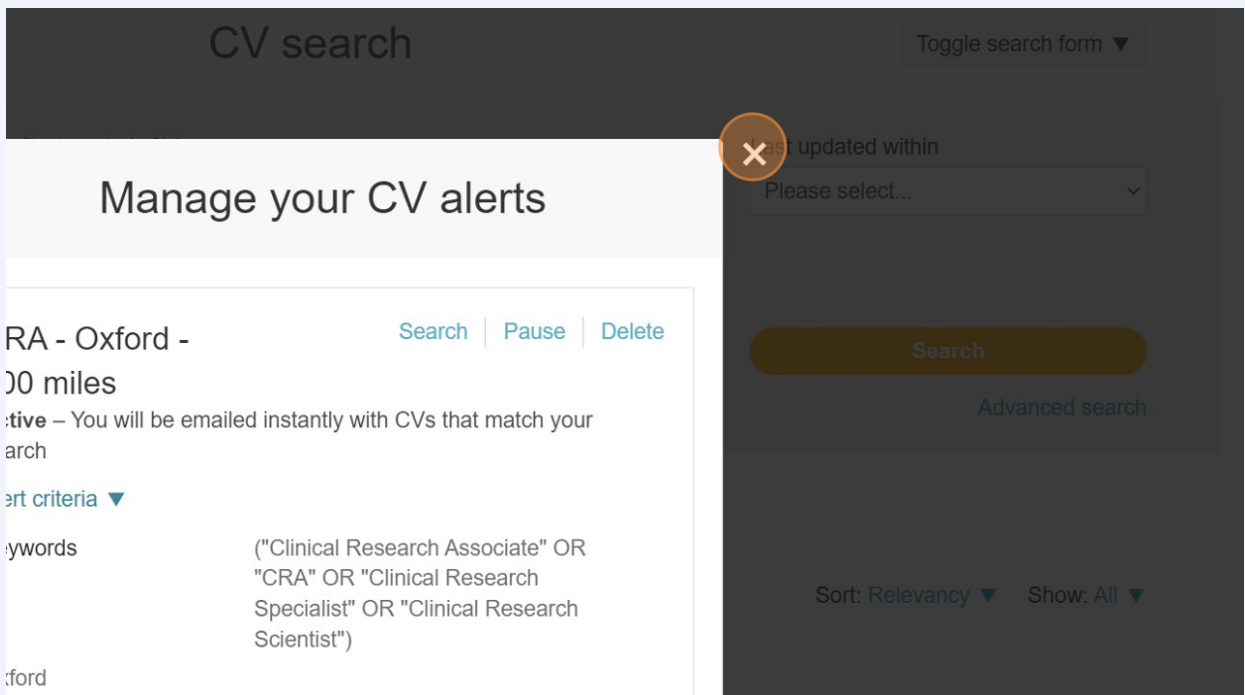 CV search
Toggle search form ▼
Last updated within
Please select...
Manage your CV alerts
RA - Oxford -
00 miles
Search
Pause
Delete
Search
Advanced search
tive – You will be emailed instantly with CVs that match your
arch
ert criteria ▼
ywords
("Clinical Research Associate" OR
"CRA" OR "Clinical Research
Specialist" OR "Clinical Research
Scientist")
Sort: Relevancy ▼ Show: All ▼
ford